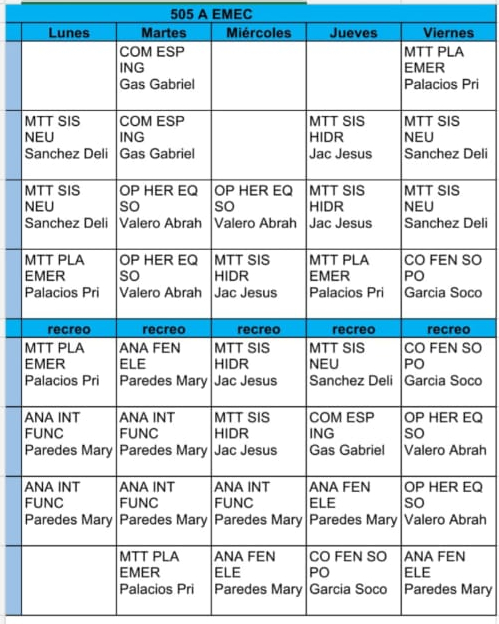 505 A EMEC
Lunes Martes Miércoles Jueves Viernes
COM ESP ING Gas Gabriel
MTT PLA EMER Palacios Pri
MTT SIS NEU Sanchez Deli
COM ESP ING Gas Gabriel
MTT SIS HIDR Jac Jesus
MTT SIS NEU Sanchez Deli
MTT SIS NEU Sanchez Deli
OP HER EQ SO Valero Abrah
OP HER EQ SO Valero Abrah
MTT SIS HIDR Jac Jesus
MTT SIS NEU Sanchez Deli
MTT PLA EMER Palacios Pri
OP HER EQ SO Valero Abrah
MTT SIS HIDR Jac Jesus
MTT PLA EMER Palacios Pri
CO FEN SO PO Garcia Soco
recreo recreo recreo recreo recreo
MTT PLA EMER Palacios Pri
ANA FEN ELE Paredes Mary
MTT SIS HIDR Jac Jesus
MTT SIS NEU Sanchez Deli
CO FEN SO PO Garcia Soco
ANA INT FUNC Paredes Mary
ANA INT FUNC Paredes Mary
MTT SIS HIDR Jac Jesus
COM ESP ING Gas Gabriel
OP HER EQ SO Valero Abrah
ANA INT FUNC Paredes Mary
ANA INT FUNC Paredes Mary
ANA INT FUNC Paredes Mary
ANA FEN ELE Paredes Mary
OP HER EQ SO Valero Abrah
MTT PLA EMER Palacios Pri
ANA FEN ELE Paredes Mary
CO FEN SO PO Garcia Soco
ANA FEN ELE Paredes Mary